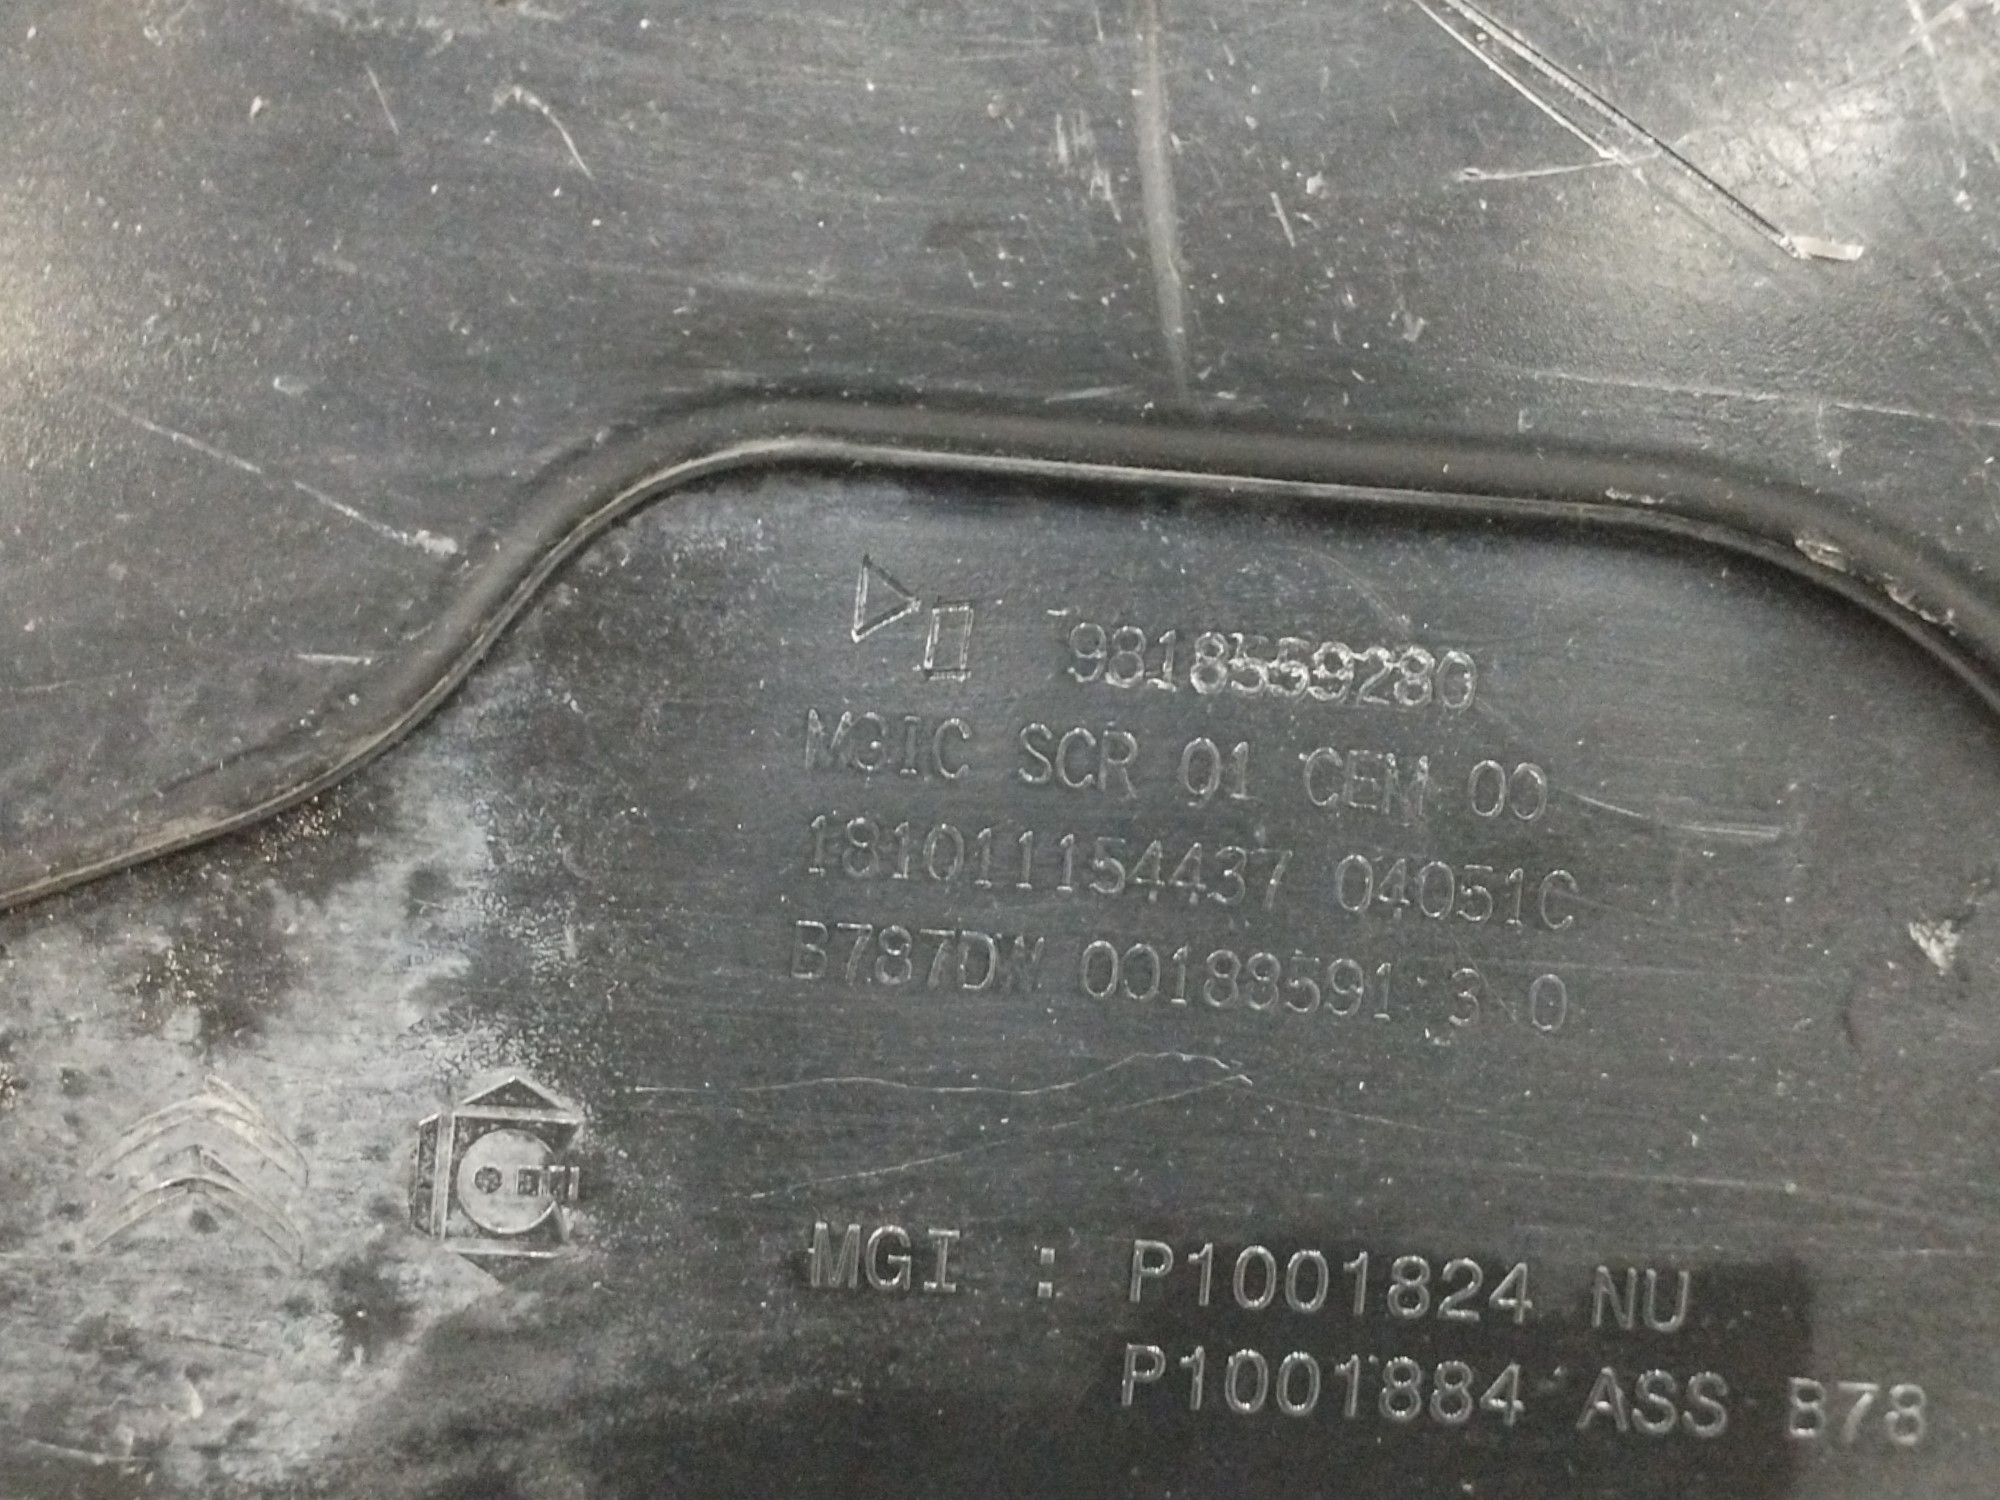 9818559280
MGIC SCR 01 CEM 00
181011154437 04051C
B787DW 00188591 3 0
MGI : P1001824 NU
P1001884 ASS B78